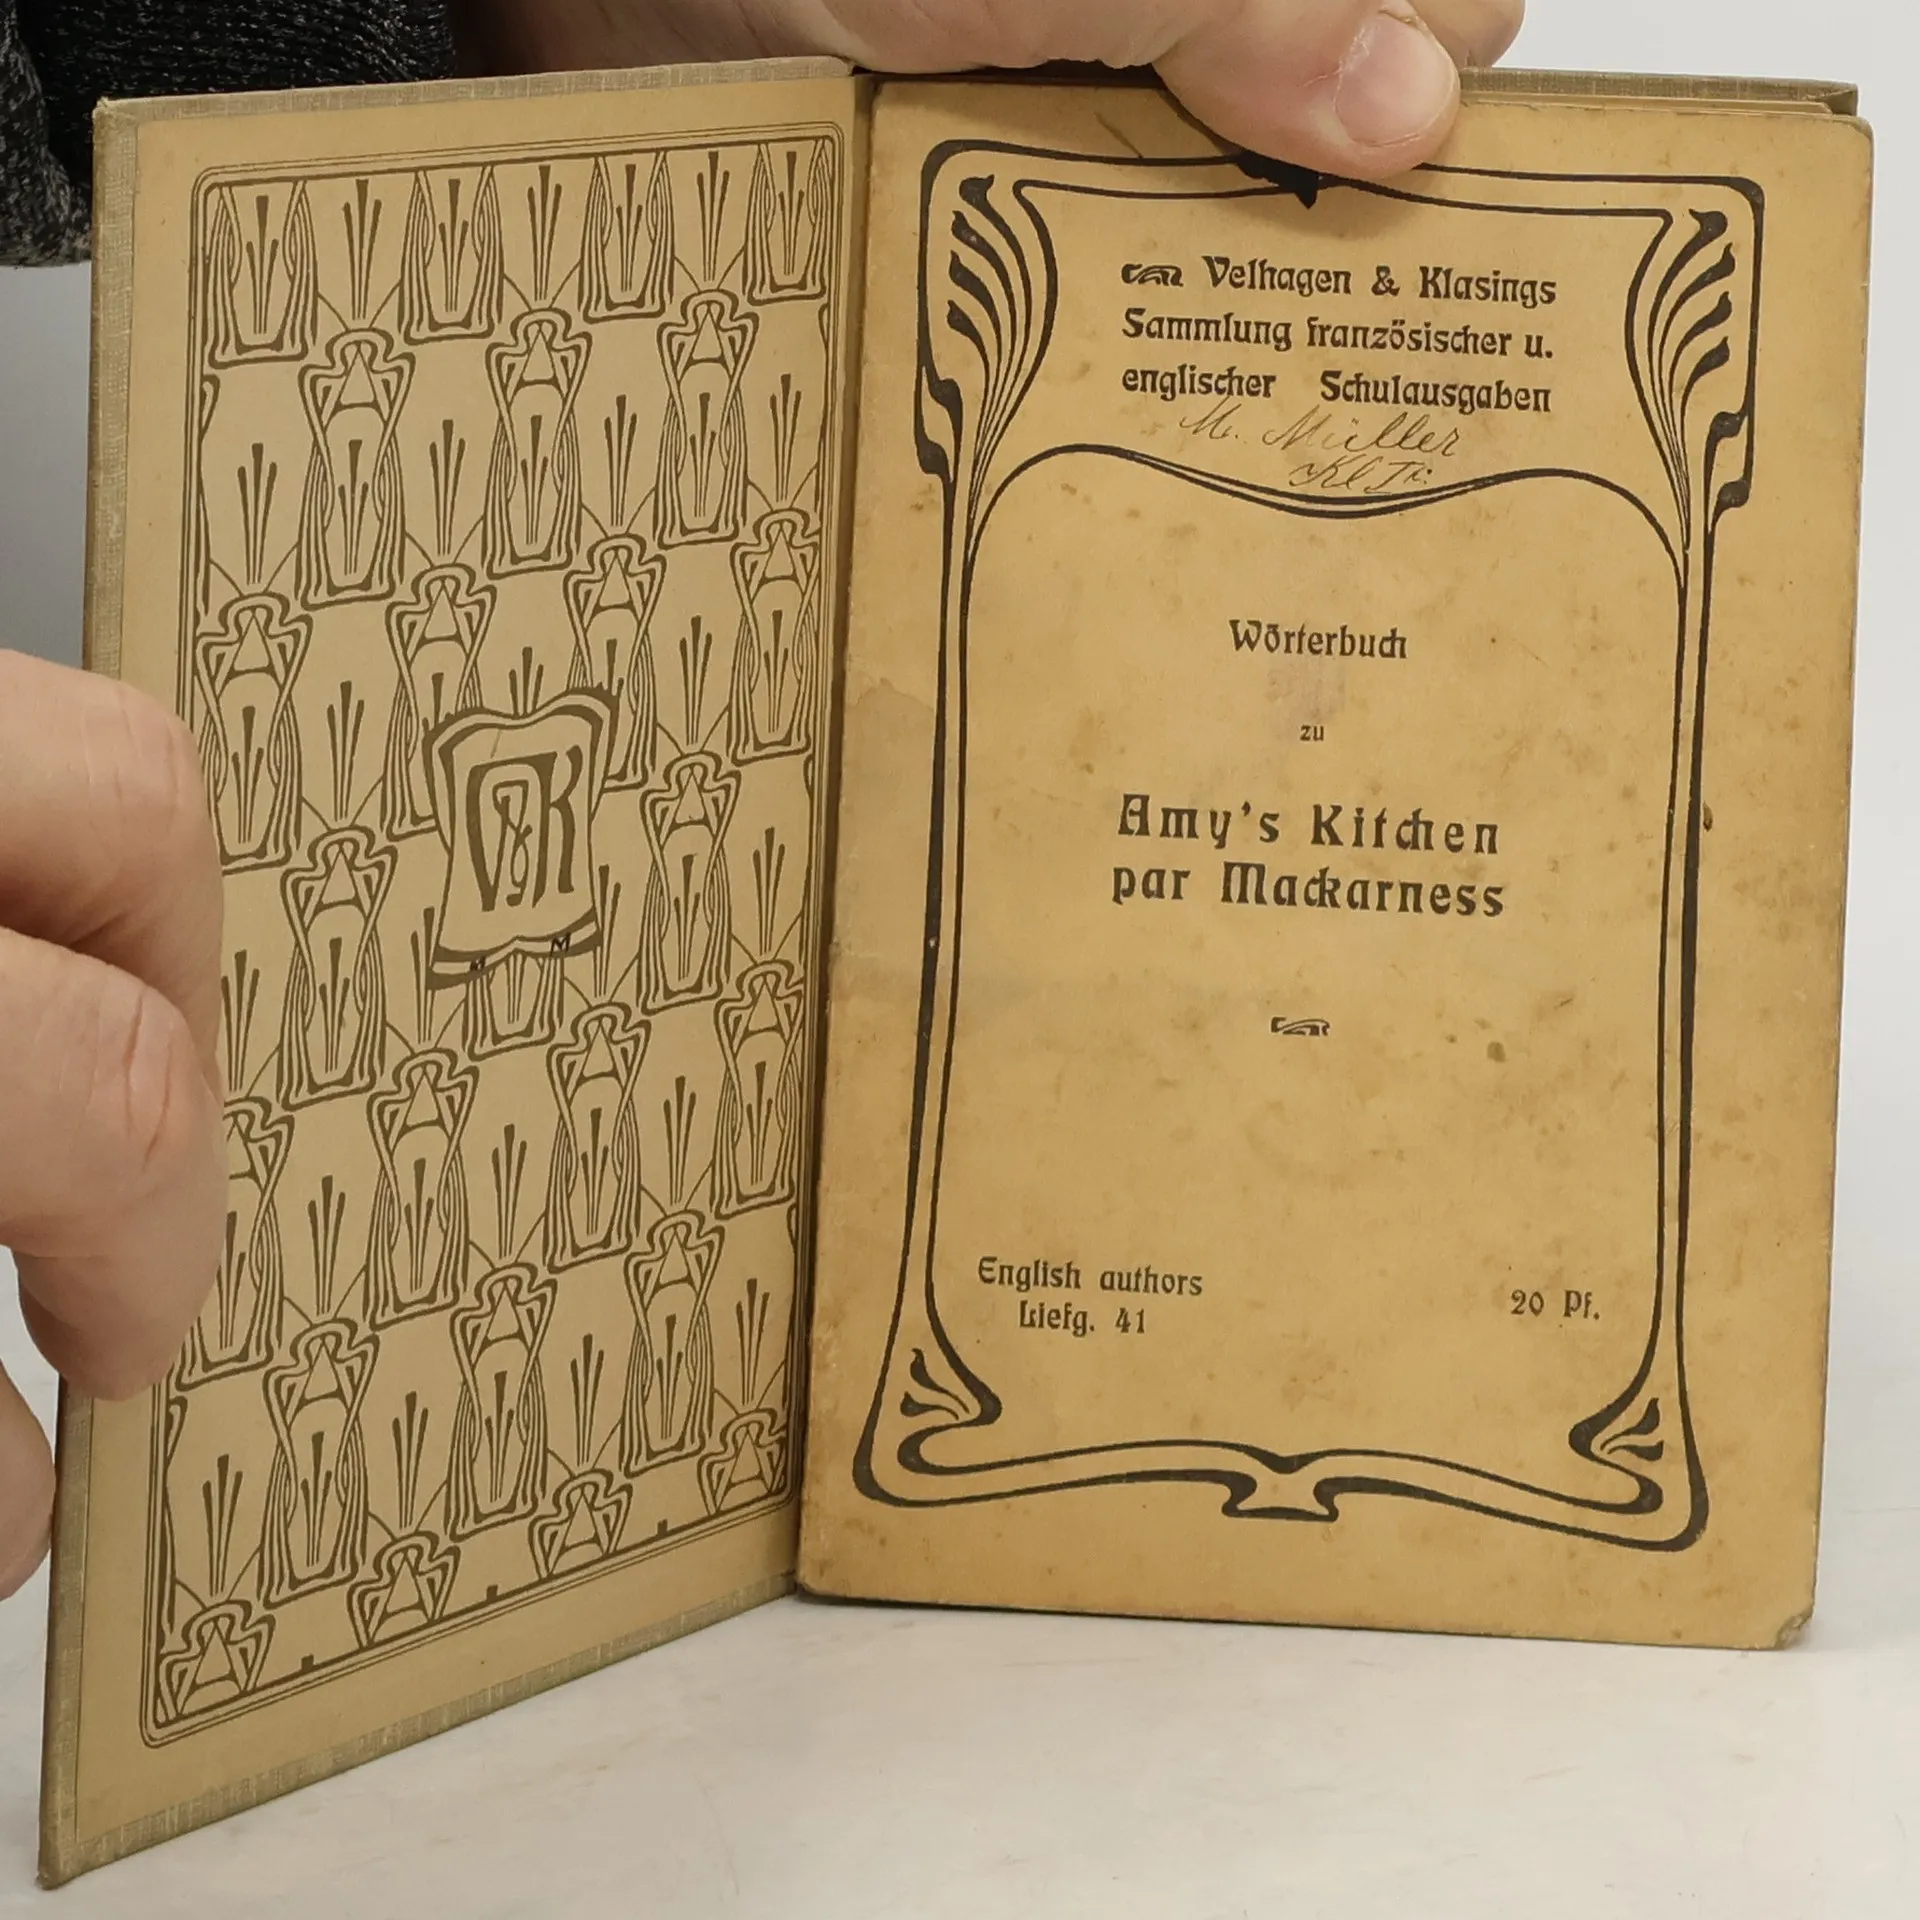 V&K
M
Velhagen & Klasings
Sammlung französischer u.
englischer Schulausgaben
M. Müller
Kl I
Wörterbuch
zu
Amy's Kitchen
par Mackarness
English authors
Liefg. 41
20 Pf.